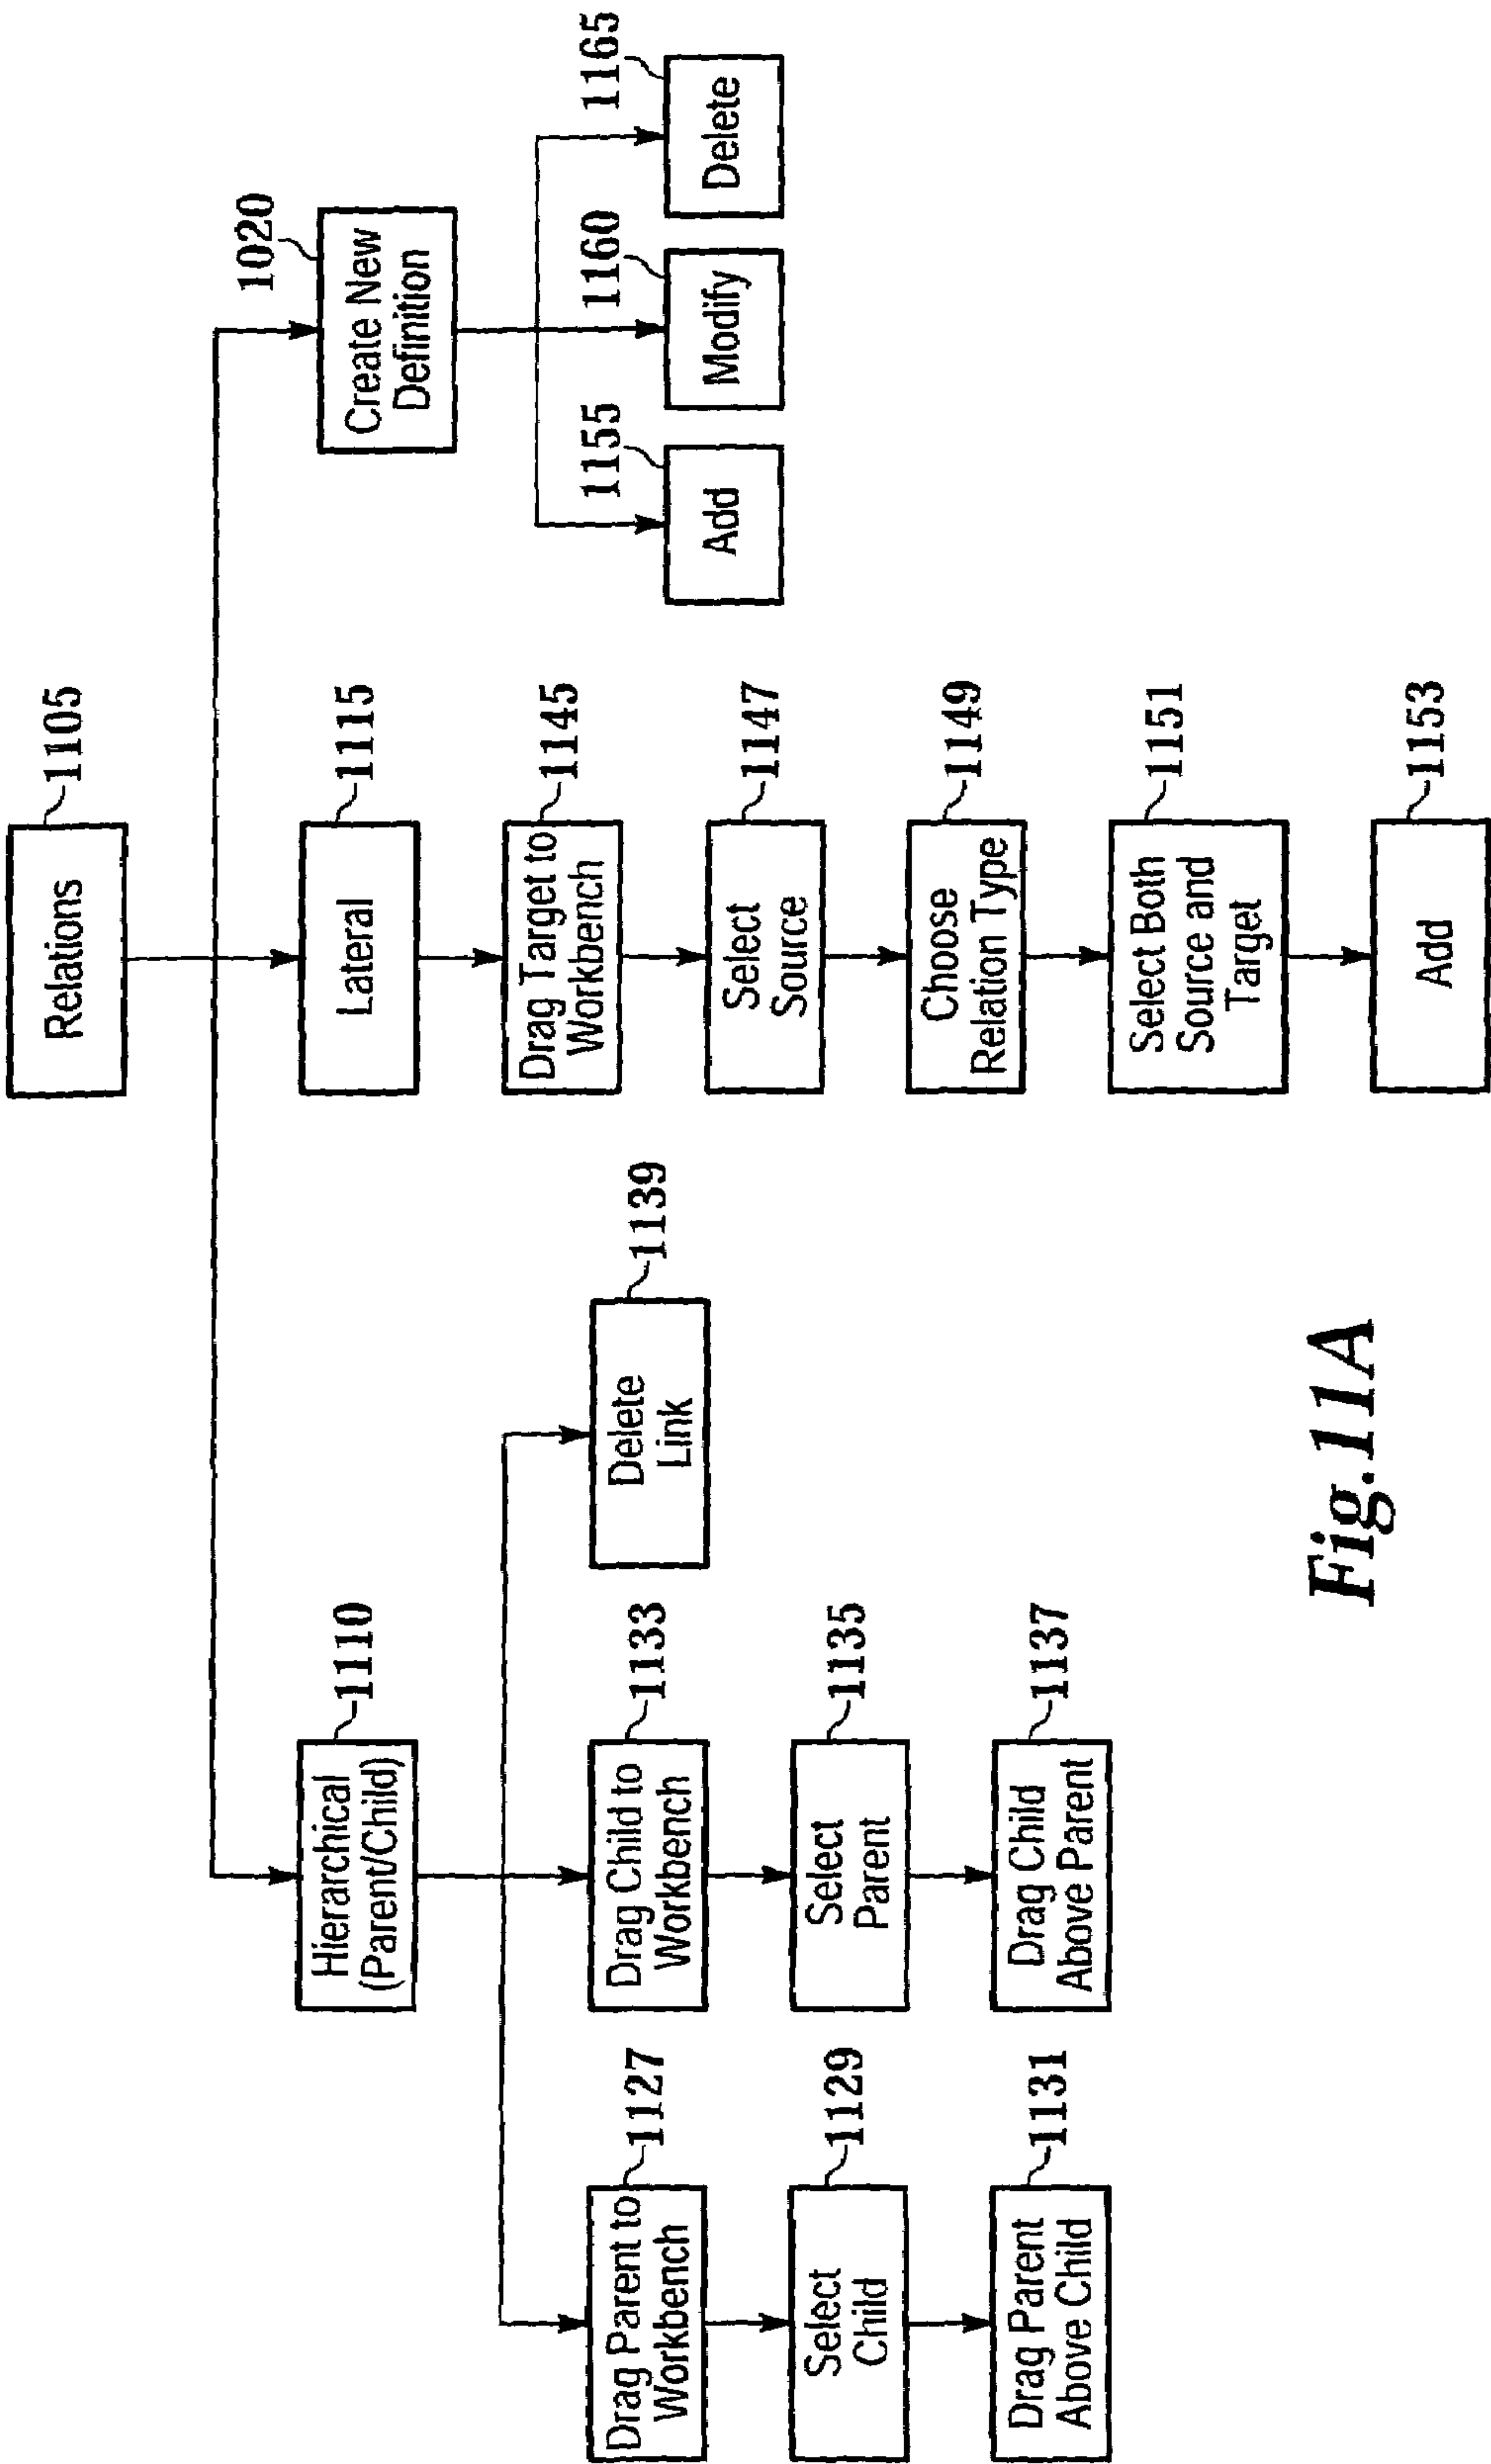 Relations
1105
Hierarchical
(Parent/Child)
1110
Lateral
1115
Create New
Definition
1020
Drag Parent to
Workbench
1127
Select
Child
1129
Drag Parent
Above Child
1131
Drag Child to
Workbench
1133
Select
Parent
1135
Drag Child
Above Parent
1137
Delete
Link
1139
Drag Target to
Workbench
1145
Select
Source
1147
Choose
Relation Type
1149
Select Both
Source and
Target
1151
Add
1153
Add
1155
Modify
1160
Delete
1165
Fig.11A